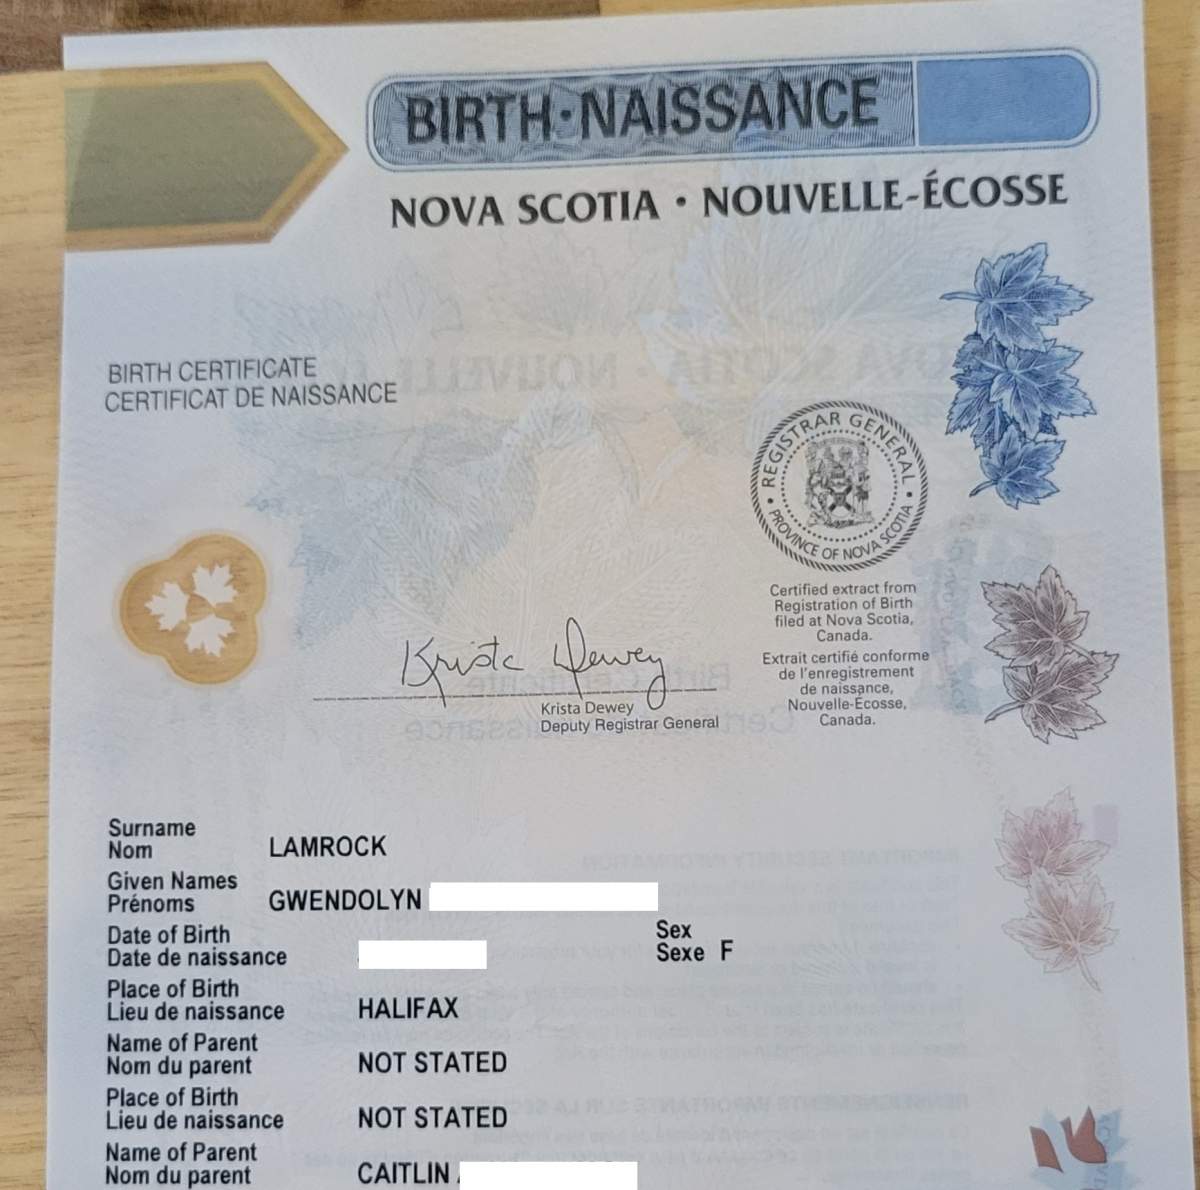 BIRTH·NAISSANCE
NOVA SCOTIA · NOUVELLE-ÉCOSSE
BIRTH CERTIFICATE
CERTIFICAT DE NAISSANCE
REGISTRAR GENERAL
PROVINCE OF NOVA SCOTIA
Certified extract from
Registration of Birth
filed at Nova Scotia,
Canada.
Extrait certifié conforme
de l'enregistrement
de naissance,
Nouvelle-Écosse,
Canada.
Krista Dewey
Krista Dewey
Deputy Registrar General
Surname
Nom LAMROCK
Given Names
Prénoms GWENDOLYN
Date of Birth
Date de naissance
Sex
Sexe F
Place of Birth
Lieu de naissance HALIFAX
Name of Parent
Nom du parent NOT STATED
Place of Birth
Lieu de naissance NOT STATED
Name of Parent
Nom du parent CAITLIN